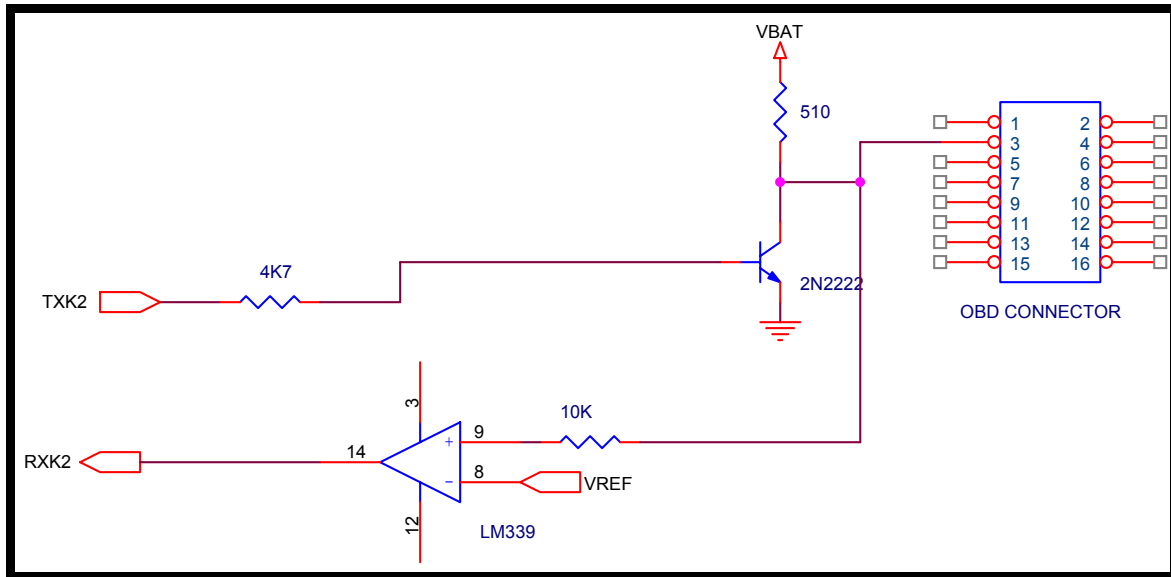 VBAT
510
1 2
3 4
5 6
7 8
9 10
11 12
13 14
15 16
OBD CONNECTOR
4K7
TXK2
2N2222
3
10K
9
14
RXK2
8
VREF
12
LM339